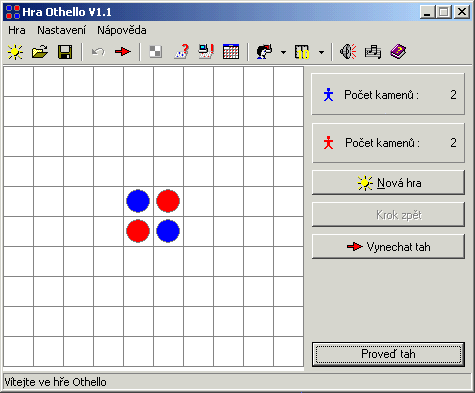 Hra Othello V1.1
Hra Nastavení Nápověda
Počet kamenů : 2
Počet kamenů : 2
Nová hra
Krok zpět
Vynechat tah
Proveď tah
Vítejte ve hře Othello